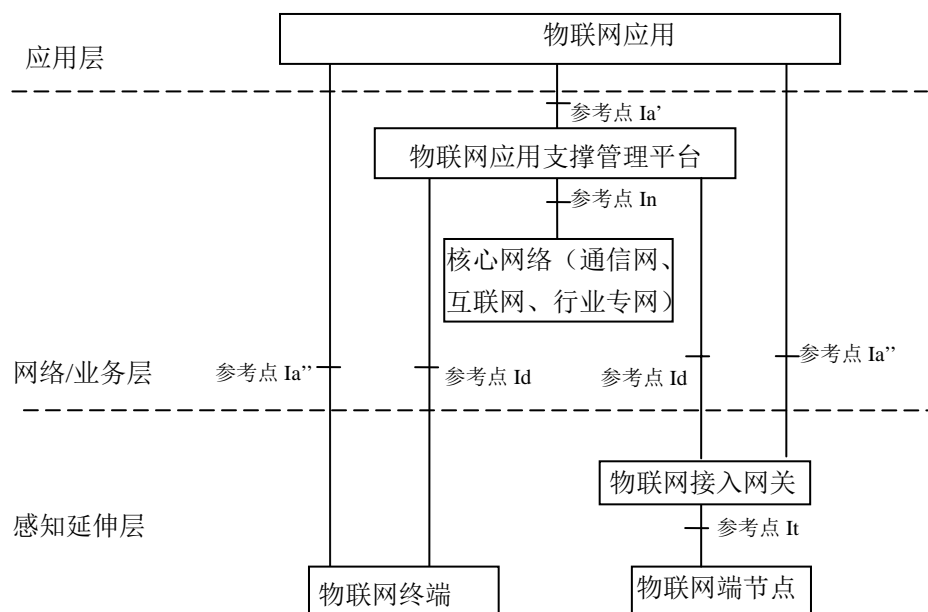 物联网应用
应用层
参考点 Ia’
物联网应用支撑管理平台
参考点 In
核心网络（通信网、
互联网、行业专网）
网络/业务层
参考点 Ia”
参考点 Id
参考点 Id
参考点 Ia”
物联网接入网关
感知延伸层
参考点 It
物联网终端
物联网端节点